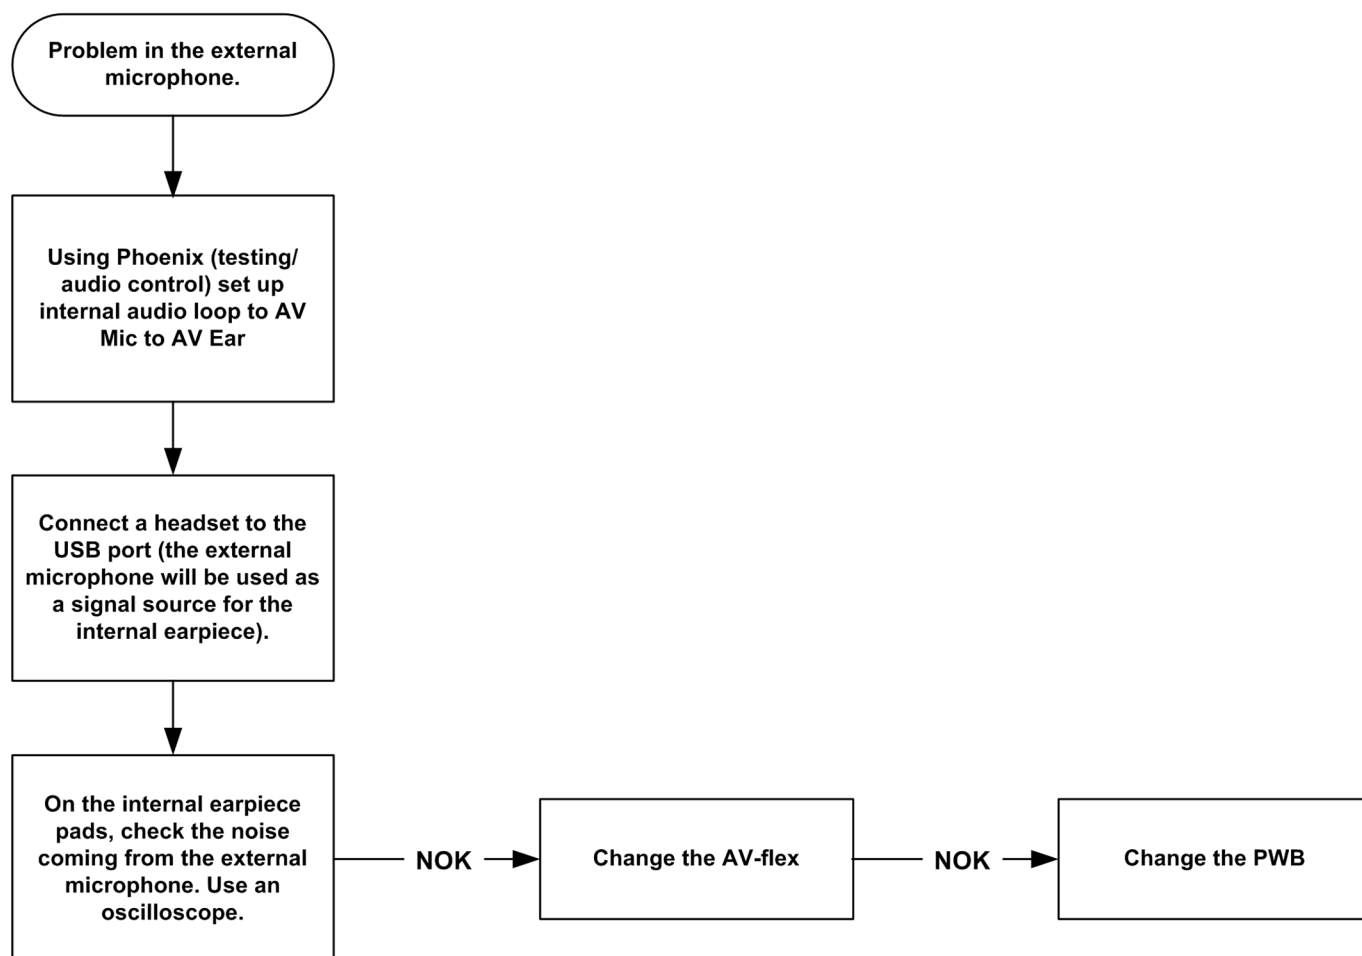 Problem in the external
microphone.
Using Phoenix (testing/
audio control) set up
internal audio loop to AV
Mic to AV Ear
Connect a headset to the
USB port (the external
microphone will be used as
a signal source for the
internal earpiece).
On the internal earpiece
pads, check the noise
coming from the external
microphone. Use an
oscilloscope.
NOK
Change the AV-flex
NOK
Change the PWB